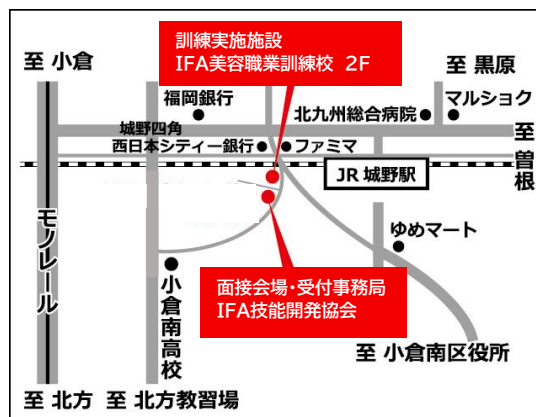 訓練実施施設
IFA美容職業訓練校 2F
至 小倉
至 黒原
福岡銀行
北九州総合病院
マルショク
城野四角
至 曽根
西日本シティー銀行
ファミマ
JR 城野駅
モノレール
ゆめマート
小倉南高校
面接会場・受付事務局
IFA技能開発協会
至 小倉南区役所
至 北方
至 北方教習場